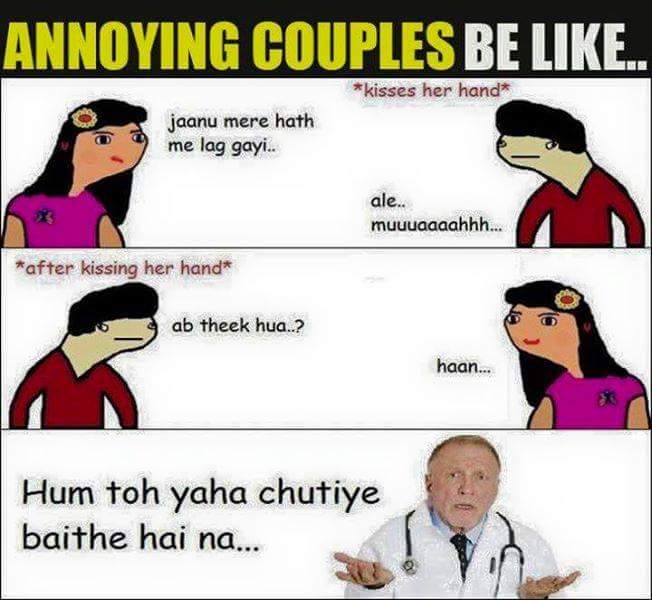 ANNOYING COUPLES BE LIKE..
*kisses her hand*
jaanu mere hath
me lag gayi..
ale..
muuuaaaahhh...
*after kissing her hand*
ab theek hua..?
haan...
Hum toh yaha chutiye
baithe hai na...